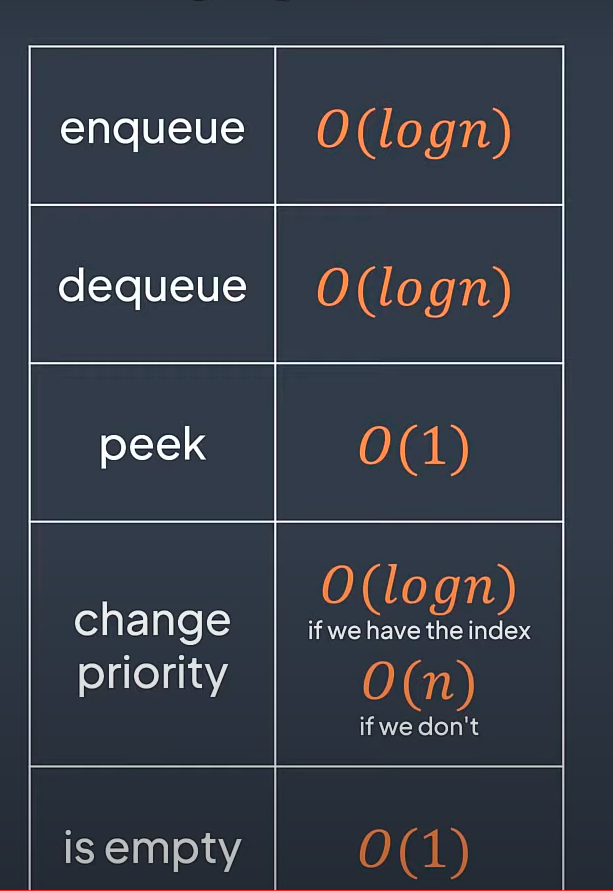 enqueue
O(logn)
dequeue
O(logn)
peek
O(1)
change
priority
O(logn)
if we have the index
O(n)
if we don't
is empty
O(1)